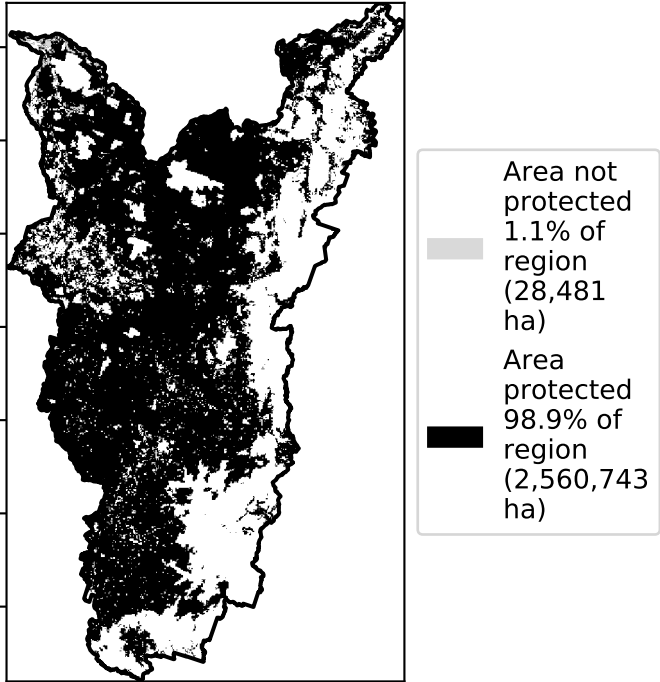 Area not
protected
1.1% of
region
(28,481
ha)
Area
protected
98.9% of
region
(2,560,743
ha)